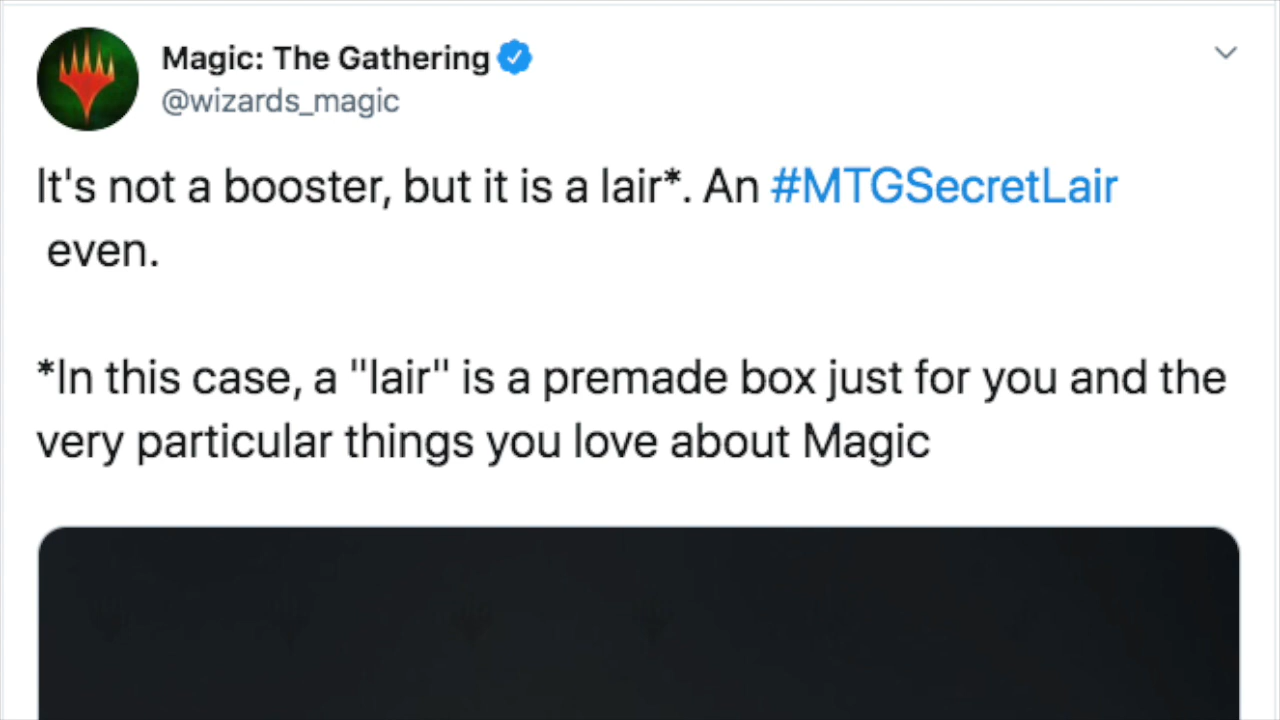 Magic: The Gathering
@wizards_magic
It's not a booster, but it is a lair*. An #MTGSecretLair
even.
*In this case, a "lair" is a premade box just for you and the
very particular things you love about Magic